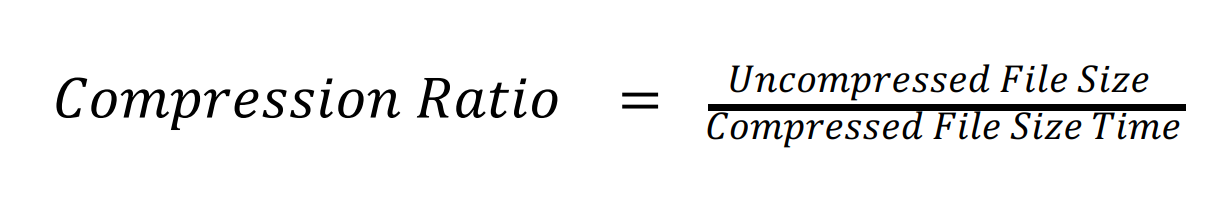 Compression Ratio = Uncompressed File Size
Compressed File Size Time